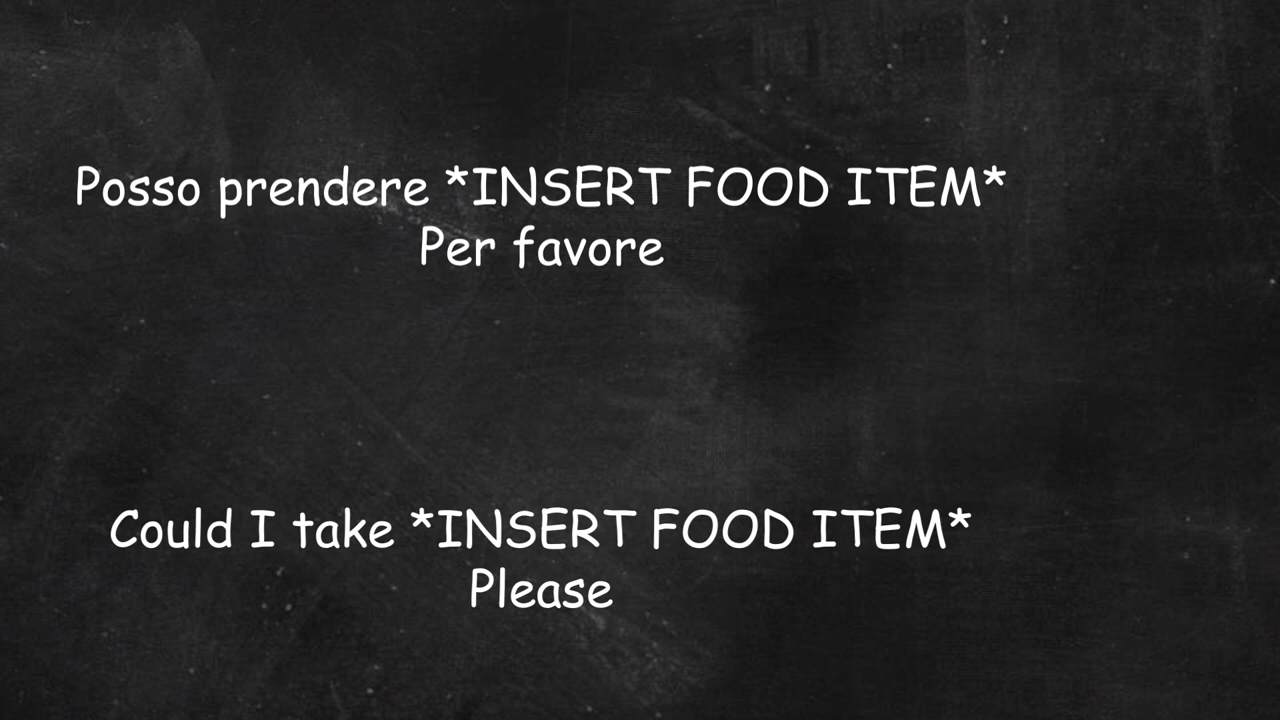 Posso prendere *INSERT FOOD ITEM*
Per favore
Could I take *INSERT FOOD ITEM*
Please